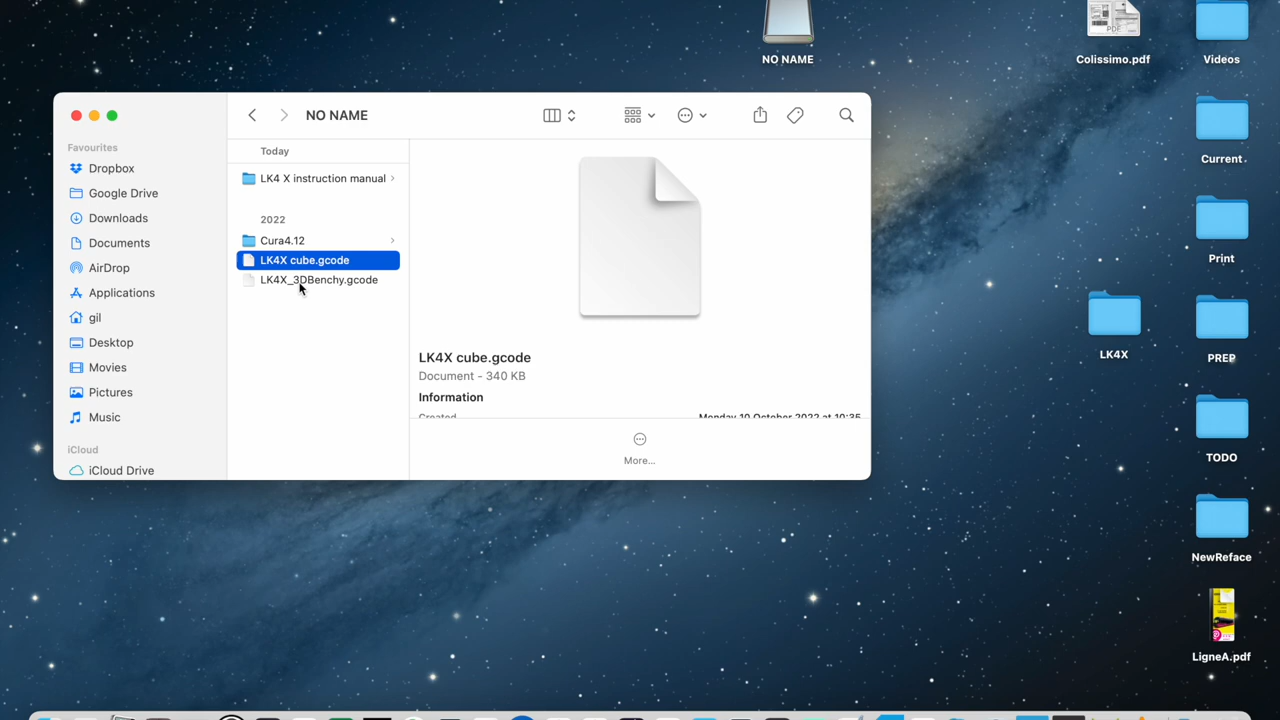 NO NAME
PDF
Colissimo.pdf
Videos
NO NAME
Favourites
Dropbox
Google Drive
Downloads
Documents
AirDrop
Applications
gil
Desktop
Movies
Pictures
Music
iCloud
iCloud Drive
Today
LK4 X instruction manual
2022
Cura4.12
LK4X cube.gcode
LK4X_3DBenchy.gcode
LK4X cube.gcode
Document - 340 KB
Information
Created
Monday 10 October 2022 at 10:35
More...
Current
Print
LK4X
PREP
TODO
NewReface
LigneA.pdf